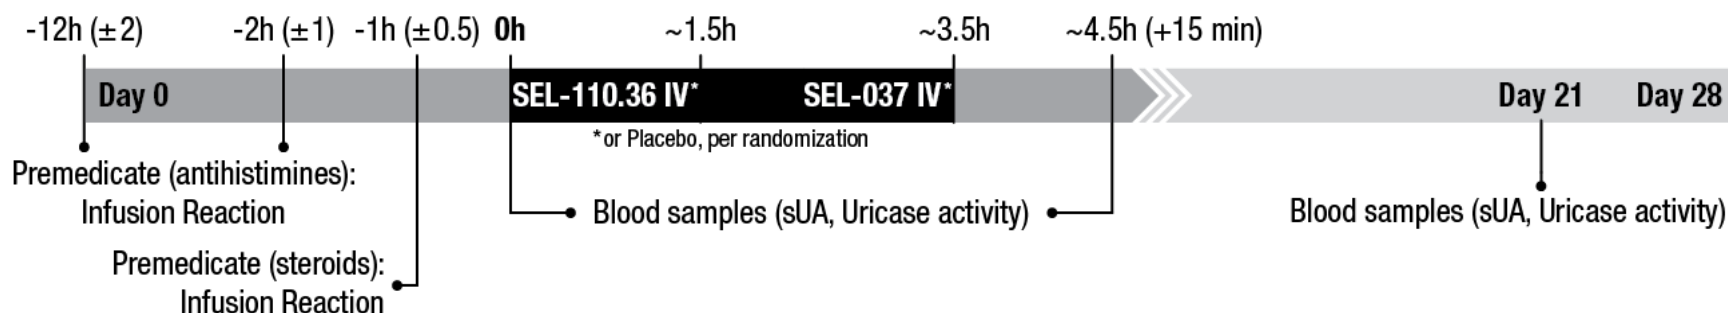 -12h (±2) -2h (±1) -1h (±0.5) 0h ~1.5h ~3.5h ~4.5h (+15 min)
Day 0 SEL-110.36 IV* SEL-037 IV* Day 21 Day 28
*or Placebo, per randomization
Premedicate (antihistimines):
Infusion Reaction
Blood samples (sUA, Uricase activity)
Blood samples (sUA, Uricase activity)
Premedicate (steroids):
Infusion Reaction